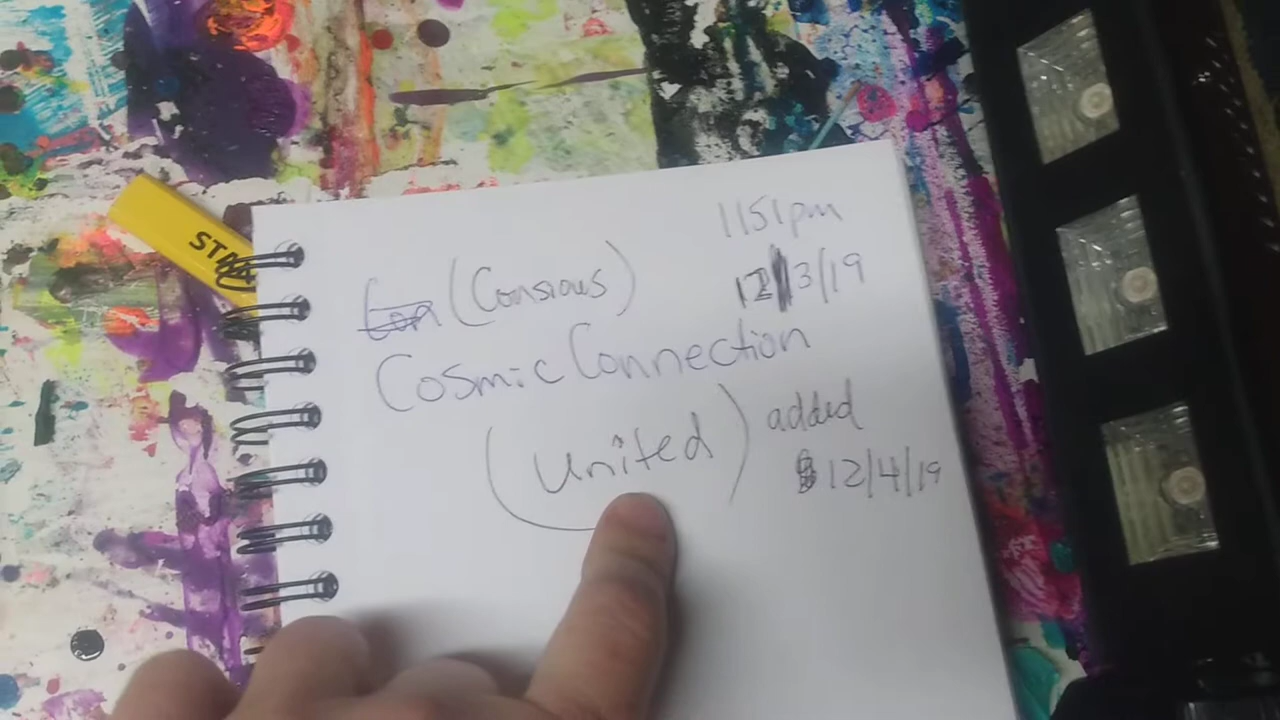 1151pm
(Consious) 12/3/19
Cosmic Connection
(United) added
12/4/19